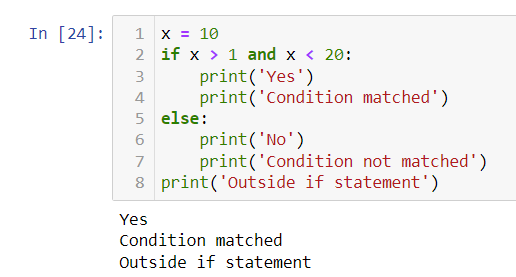 In [24]:
1 x = 10
2 if x > 1 and x < 20:
3     print('Yes')
4     print('Condition matched')
5 else:
6     print('No')
7     print('Condition not matched')
8 print('Outside if statement')
Yes
Condition matched
Outside if statement